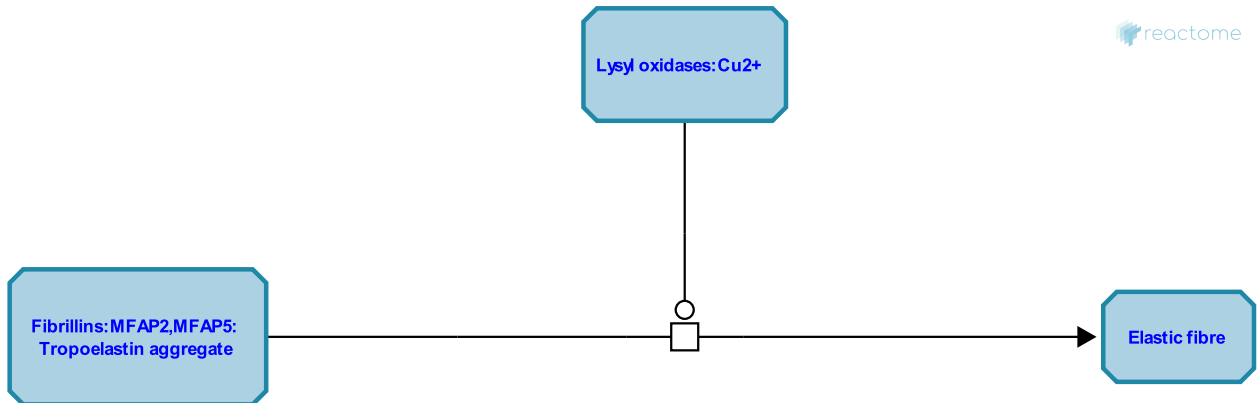 Lysyl oxidases:Cu2+
reactome
Fibrillins:MFAP2,MFAP5:
Tropoelastin aggregate
Elastic fibre